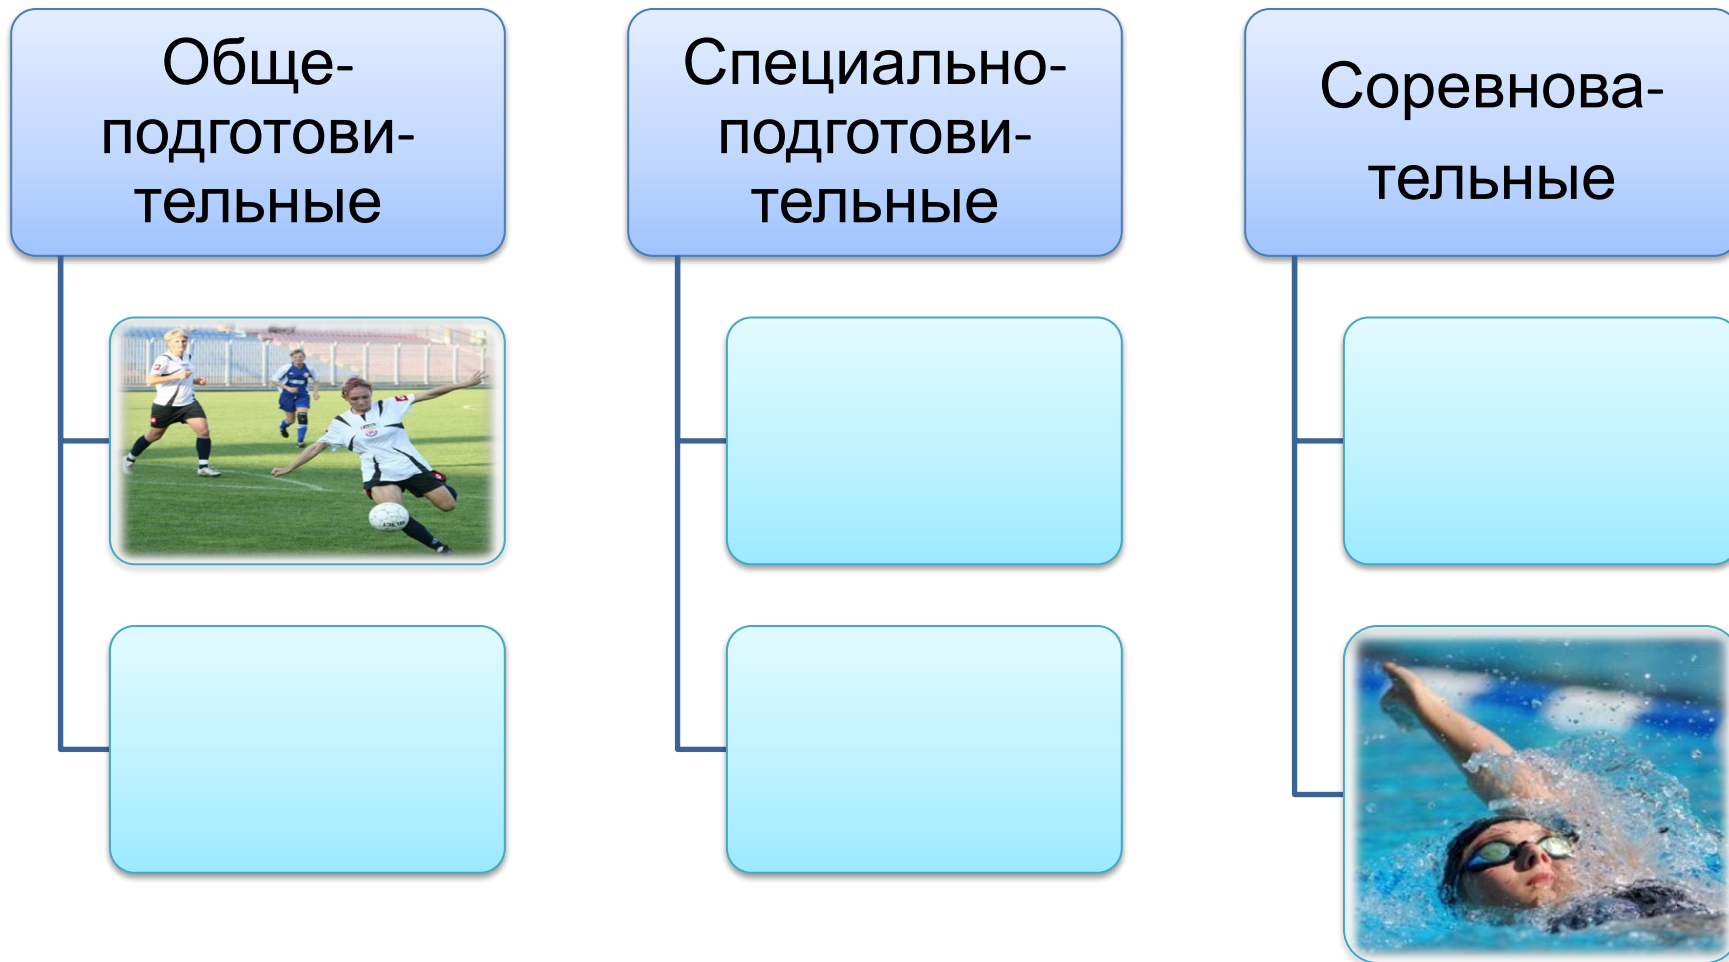 Обще-
подготови-
тельные
Специально-
подготови-
тельные
Соревнова-
тельные